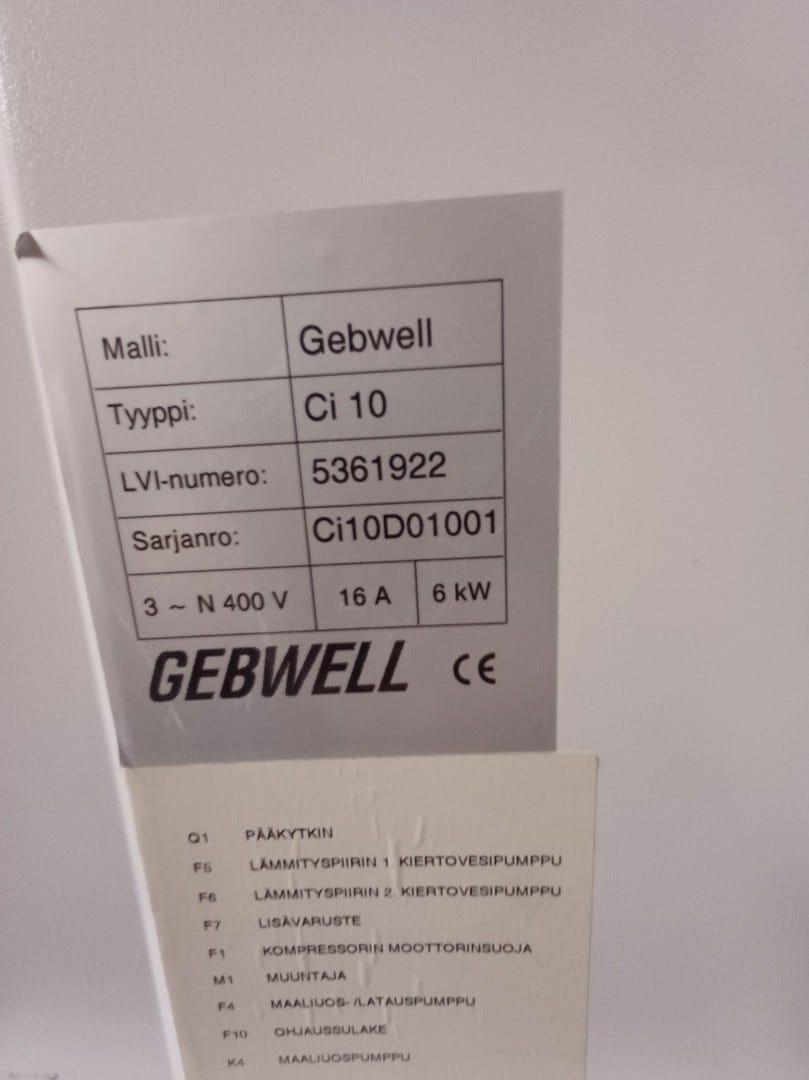 Malli: Gebwell
Tyyppi: Ci 10
LVI-numero: 5361922
Sarjanro: Ci10D01001
3 ~ N 400 V 16 A 6 kW
GEBWELL CE
Q1 PÄÄKYTKIN
F5 LÄMMITYSPIIRIN 1. KIERTOVESIPUMPPU
F6 LÄMMITYSPIIRIN 2. KIERTOVESIPUMPPU
F7 LISÄVARUSTE
F1 KOMPRESSORIN MOOTTORINSUOJA
M1 MUUNTAJA
F4 MAALIUOS- /LATAUSPUMPPU
F10 OHJAUSSULAKE
K4 MAALIUOSPUMPPU